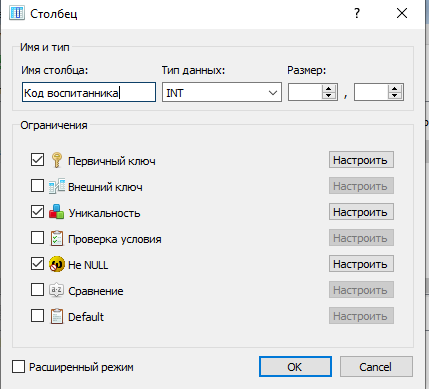 Столбец
Имя и тип
Имя столбца: Тип данных: Размер:
Код воспитанника INT ,
Ограничения
Первичный ключ Настроить
Внешний ключ Настроить
Уникальность Настроить
Проверка условия Настроить
Не NULL Настроить
Сравнение Настроить
Default Настроить
Расширенный режим OK Cancel